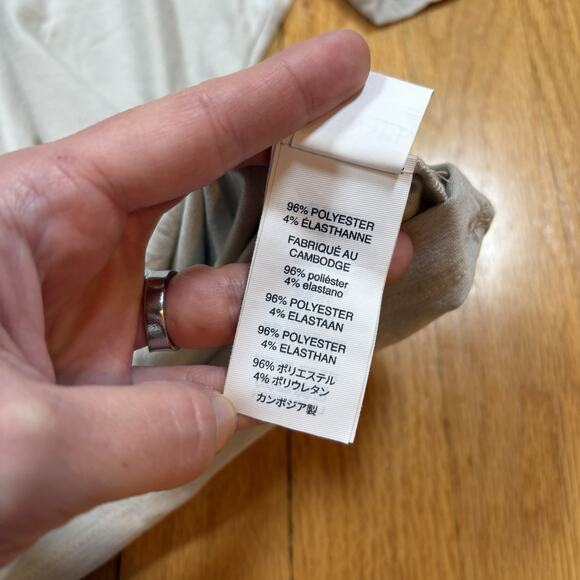 96% POLYESTER
4% ÉLASTHANNE
FABRIQUÉ AU
CAMBODGE
96% poliéster
4% elastano
96% POLYESTER
4% ELASTAAN
96% POLYESTER
4% ELASTHAN
96% ポリエステル
4% ポリウレタン
カンボジア製